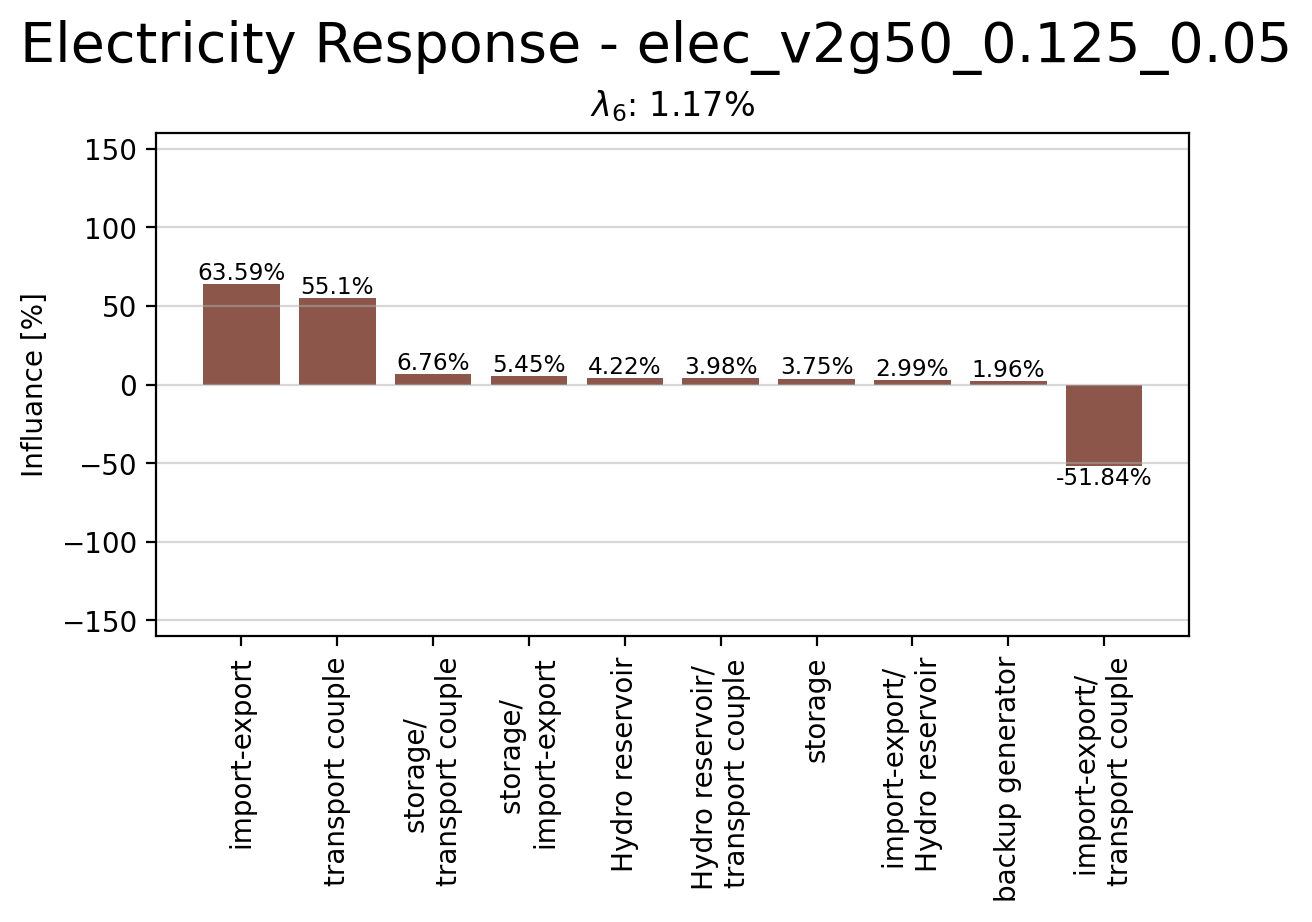 Electricity Response - elec_v2g50_0.125_0.05
λ₆: 1.17%
Influance [%]
150
100
50
0
−50
−100
−150
63.59%
55.1%
6.76%
5.45%
4.22%
3.98%
3.75%
2.99%
1.96%
-51.84%
import-export
transport couple
storage/
transport couple
storage/
import-export
Hydro reservoir
Hydro reservoir/
transport couple
storage
import-export/
Hydro reservoir
backup generator
import-export/
transport couple